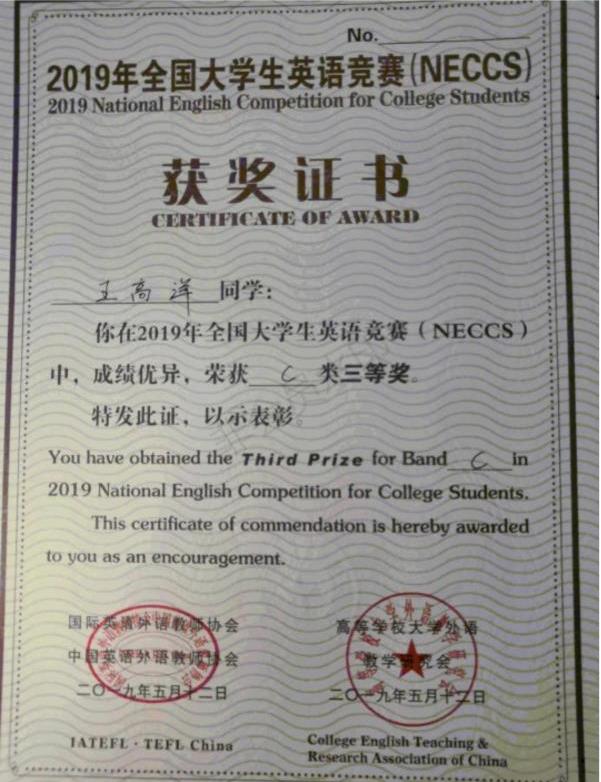 No.
2019年全国大学生英语竞赛(NECCS)
2019 National English Competition for College Students
获奖证书
CERTIFICATE OF AWARD
王高洋 同学:
你在2019年全国大学生英语竞赛(NECCS)
中，成绩优异，荣获 C 类三等奖。
特发此证，以示表彰。
You have obtained the Third Prize for Band C in
2019 National English Competition for College Students.
This certificate of commendation is hereby awarded
to you as an encouragement.
国际英语外语教师协会
中国英语外语教师协会
二〇一九年五月十二日
IATEFL·TEFL China
高等学校大学外语
教学研究会
二〇一九年五月十二日
College English Teaching &
Research Association of China